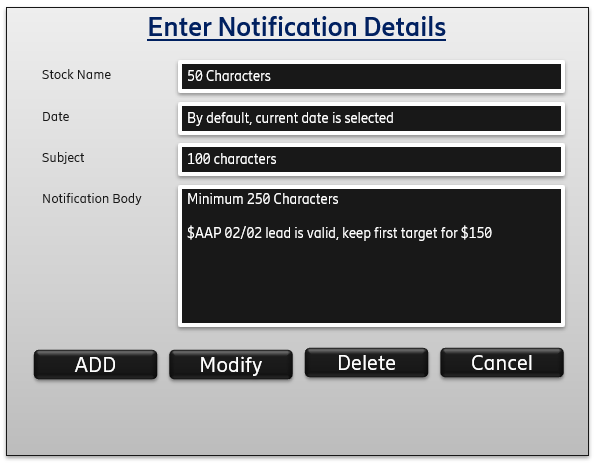 Enter Notification Details
Stock Name
50 Characters
Date
By default, current date is selected
Subject
100 characters
Notification Body
Minimum 250 Characters
$AAP 02/02 lead is valid, keep first target for $150
ADD
Modify
Delete
Cancel